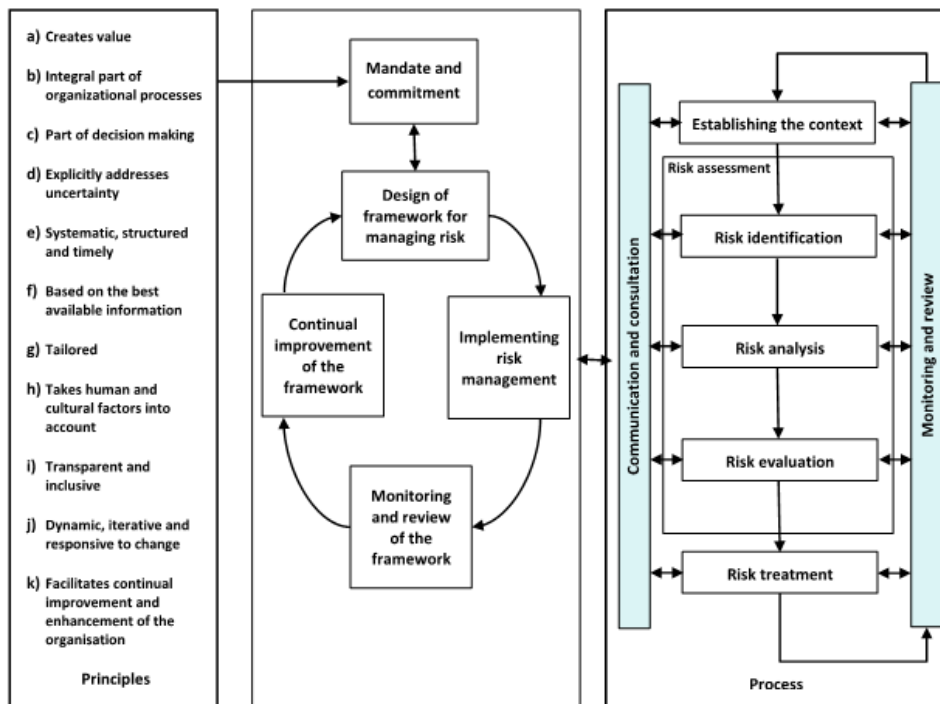 a) Creates value
b) Integral part of
organizational processes
c) Part of decision making
d) Explicitly addresses
uncertainty
e) Systematic, structured
and timely
f) Based on the best
available information
g) Tailored
h) Takes human and
cultural factors into
account
i) Transparent and
inclusive
j) Dynamic, iterative and
responsive to change
k) Facilitates continual
improvement and
enhancement of the
organisation
Principles
Mandate and
commitment
Design of
framework for
managing risk
Continual
improvement
of the
framework
Implementing
risk
management
Monitoring
and review
of the
framework
Communication and consultation
Establishing the context
Risk assessment
Risk identification
Risk analysis
Risk evaluation
Risk treatment
Monitoring and review
Process